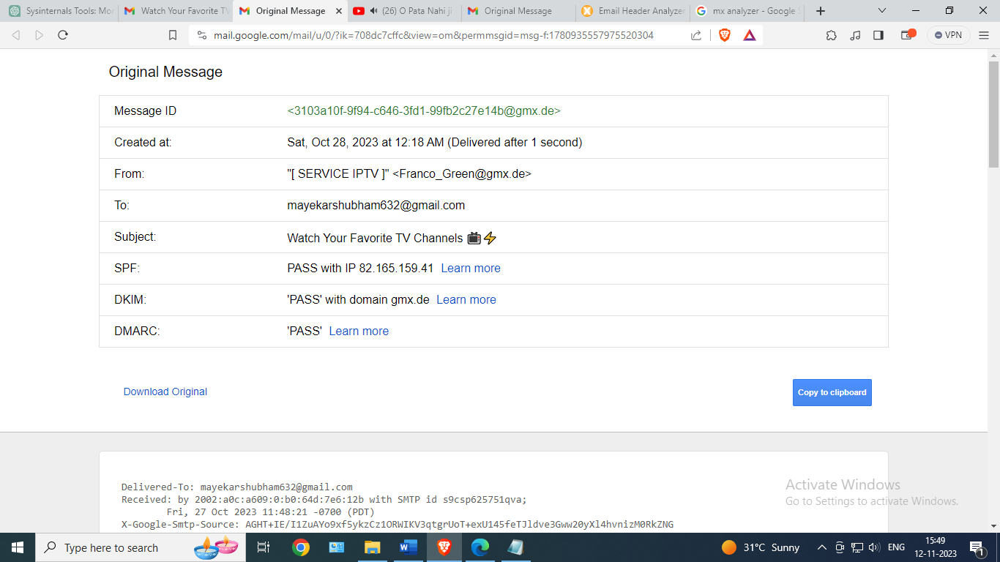 Sysinternals Tools: Mor
Watch Your Favorite TV
Original Message
(26) O Pata Nahi ji
Original Message
Email Header Analyzer
mx analyzer - Google S
mail.google.com/mail/u/0/?ik=708dc7cffc&view=om&permmsgid=msg-f:1780935557975520304
VPN
Original Message
Message ID <3103a10f-9f94-c646-3fd1-99fb2c27e14b@gmx.de>
Created at: Sat, Oct 28, 2023 at 12:18 AM (Delivered after 1 second)
From: "[ SERVICE IPTV ]" <Franco_Green@gmx.de>
To: mayekarshubham632@gmail.com
Subject: Watch Your Favorite TV Channels 📺⚡
SPF: PASS with IP 82.165.159.41 Learn more
DKIM: 'PASS' with domain gmx.de Learn more
DMARC: 'PASS' Learn more
Download Original
Copy to clipboard
Delivered-To: mayekarshubham632@gmail.com
Received: by 2002:a0c:a609:0:b0:64d:7e6:12b with SMTP id s9csp625751qva;
Fri, 27 Oct 2023 11:48:21 -0700 (PDT)
X-Google-Smtp-Source: AGHT+IE/I1ZuAYo9xf5ykzCz1ORWIKV3qtgrUoT+exU145feTJldve3Gww20yXl4hvnizM0RkZNG
Activate Windows
Go to Settings to activate Windows.
Type here to search
31°C Sunny
ENG
15:49
12-11-2023
1